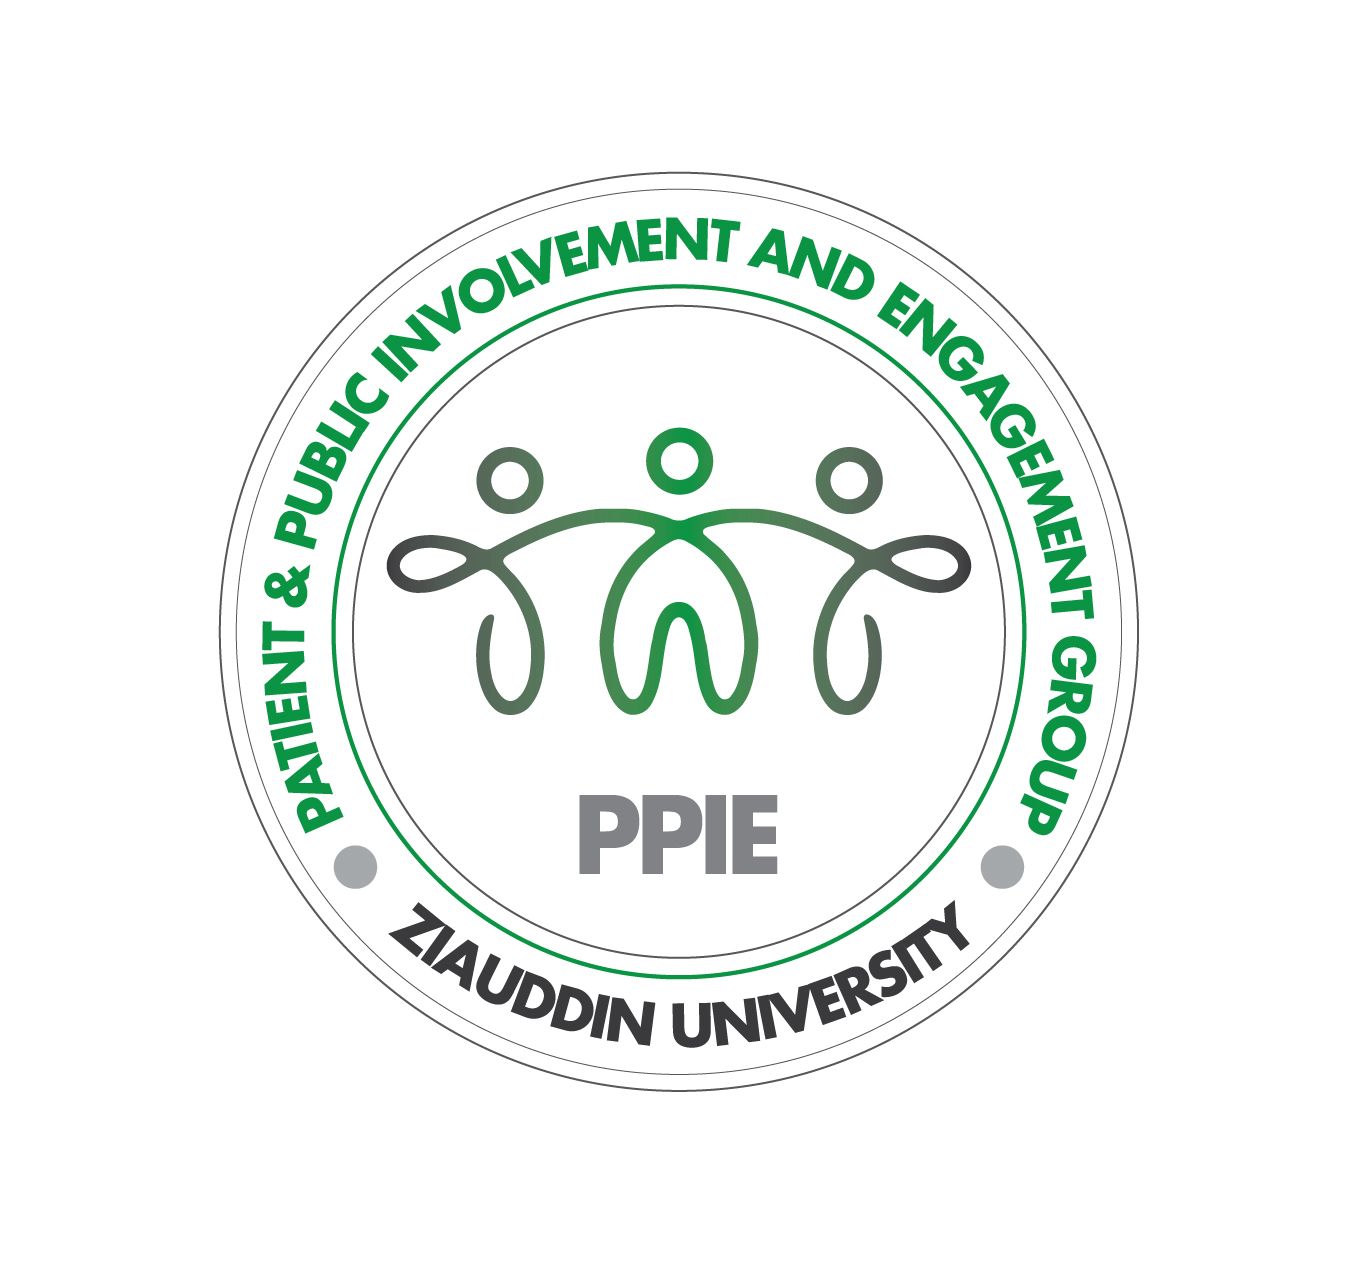 PATIENT & PUBLIC INVOLVEMENT AND ENGAGEMENT GROUP
PPIE
ZIAUDDIN UNIVERSITY